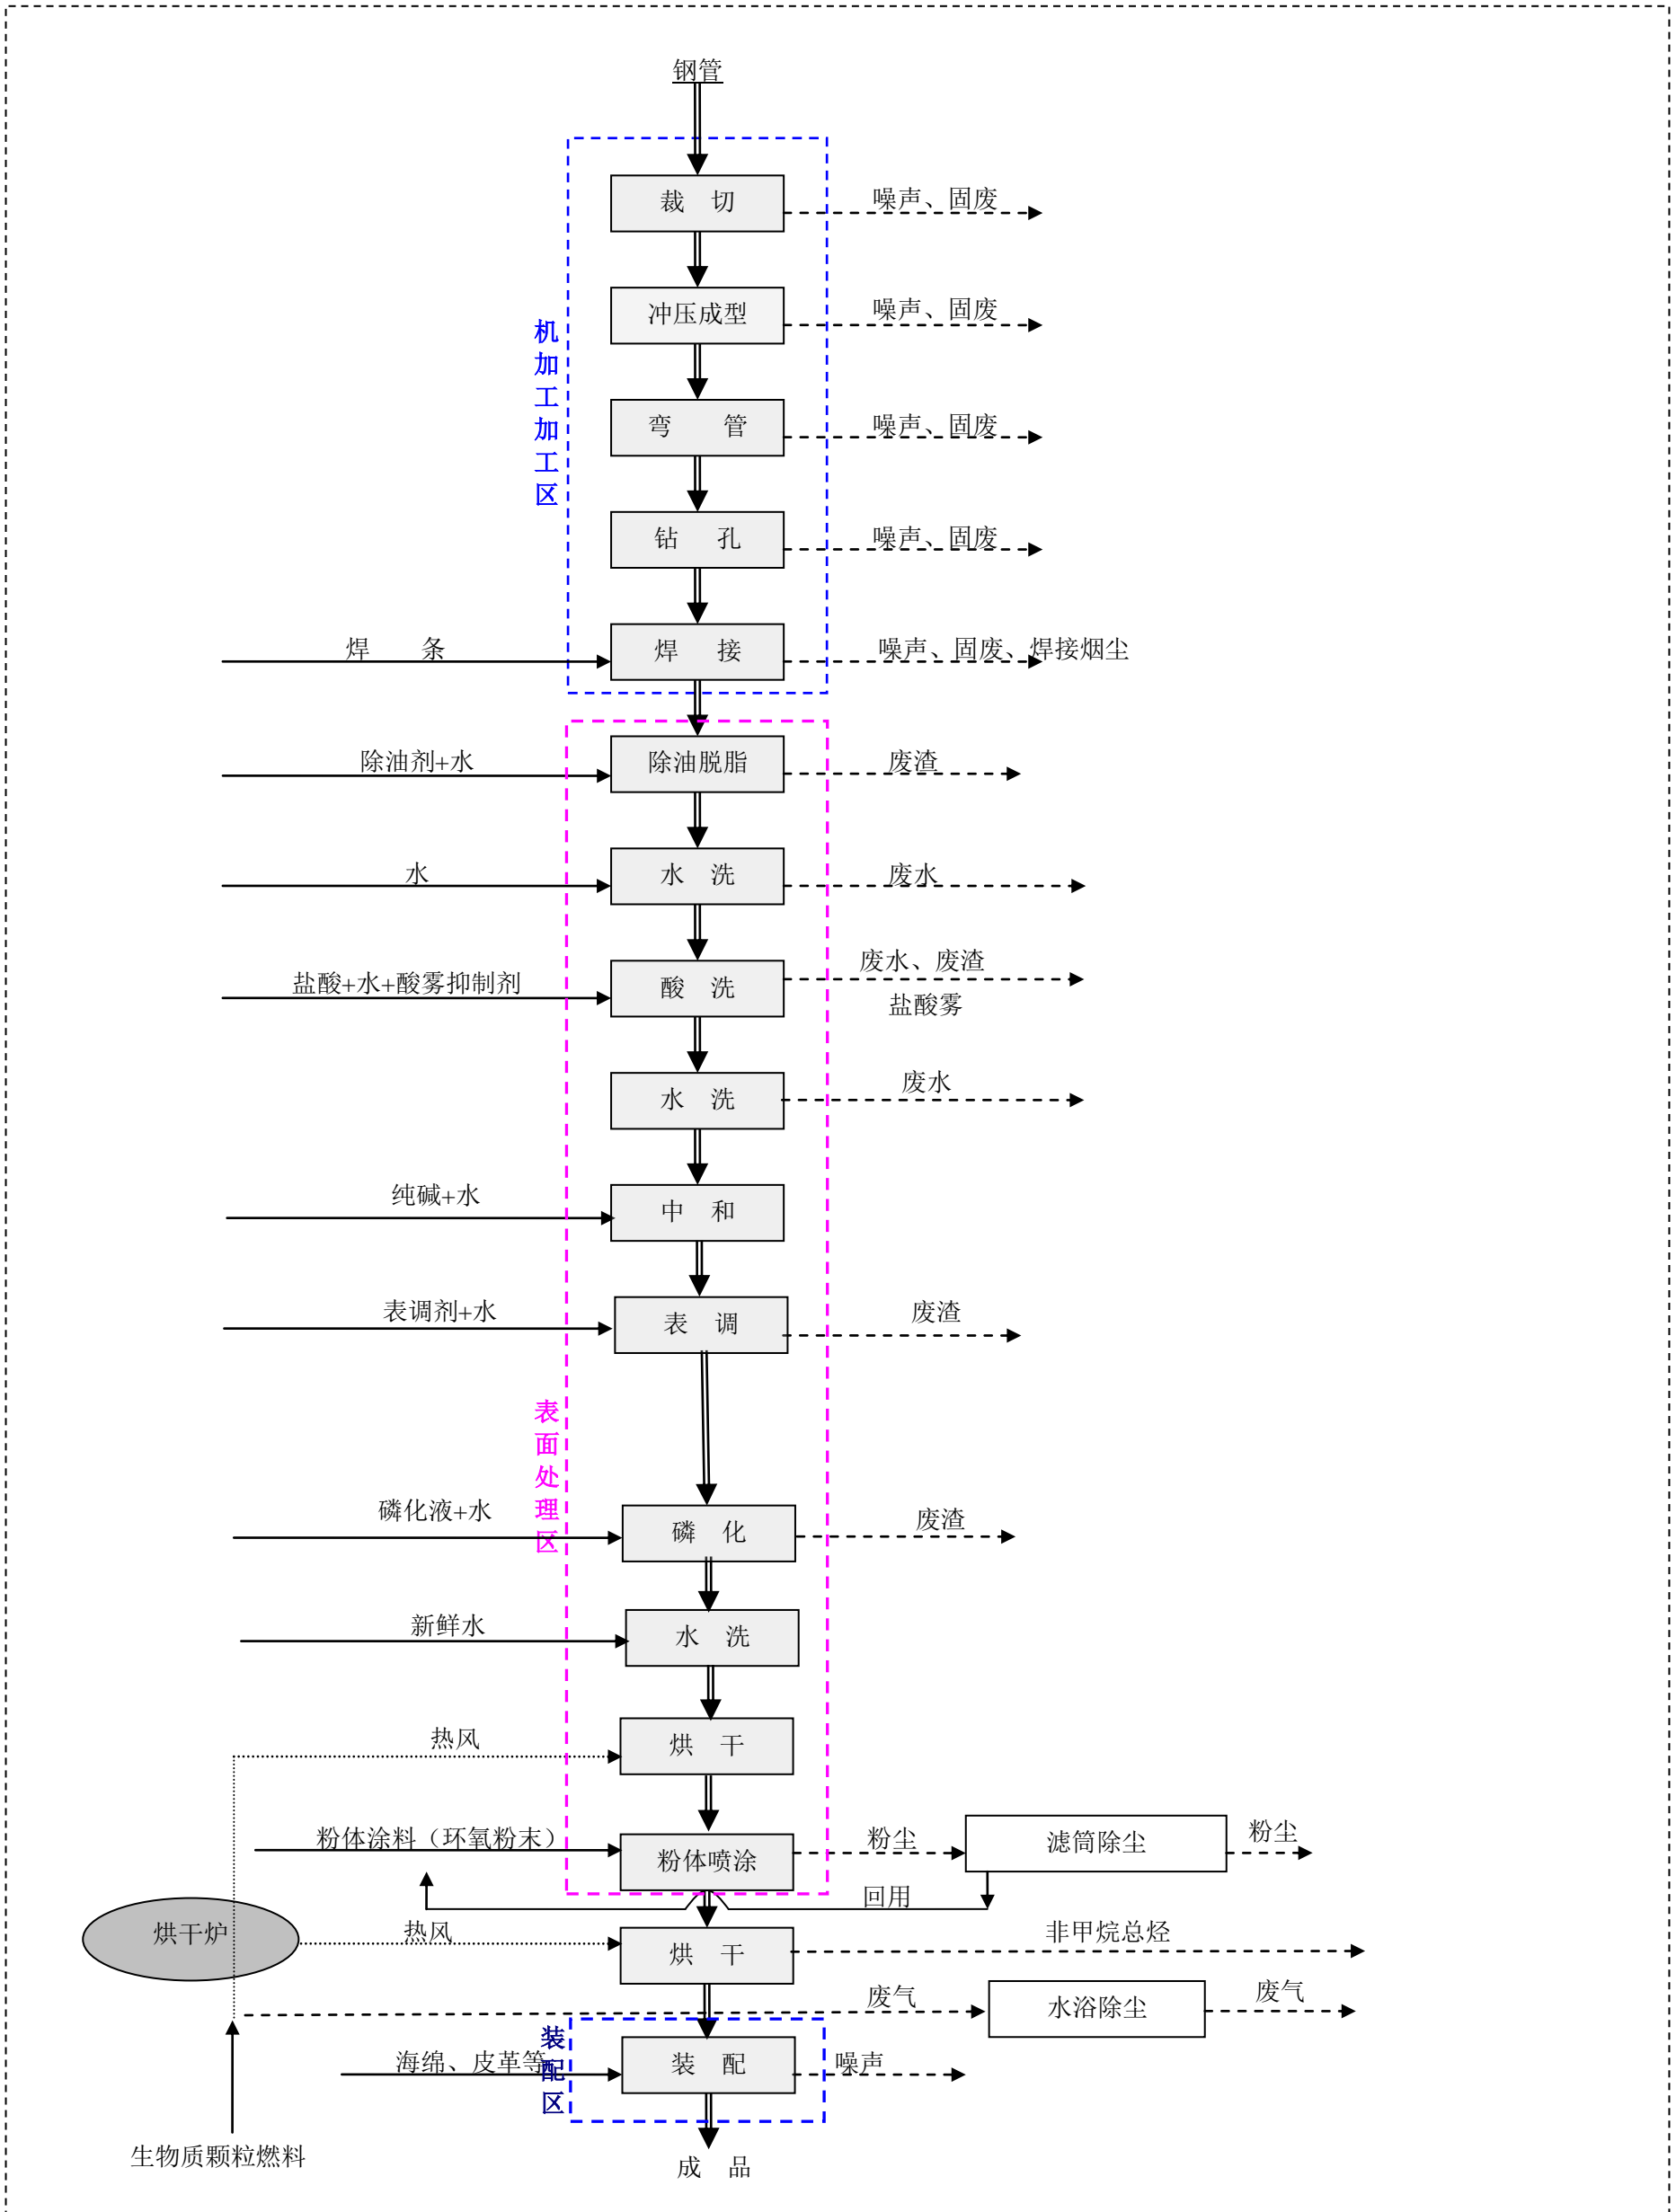 钢管
裁 切
噪声、固废
冲压成型
噪声、固废
机加工加工区
弯 管
噪声、固废
钻 孔
噪声、固废
焊 条
焊 接
噪声、固废、焊接烟尘
除油剂+水
除油脱脂
废渣
水
水 洗
废水
盐酸+水+酸雾抑制剂
酸 洗
废水、废渣
盐酸雾
水 洗
废水
纯碱+水
中 和
表调剂+水
表 调
废渣
表面处理区
磷化液+水
磷 化
废渣
新鲜水
水 洗
热风
烘 干
粉体涂料（环氧粉末）
粉体喷涂
粉尘
滤筒除尘
粉尘
回用
烘干炉
热风
烘 干
非甲烷总烃
废气
水浴除尘
废气
装配区
海绵、皮革等
装 配
噪声
生物质颗粒燃料
成 品